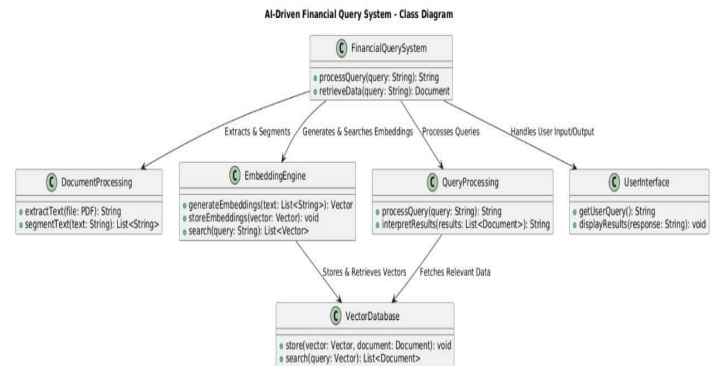 AI-Driven Financial Query System - Class Diagram
C FinancialQuerySystem
processQuery(query: String): String
retrieveData(query: String): Document
Extracts & Segments
Generates & Searches Embeddings
Processes Queries
Handles User Input/Output
C DocumentProcessing
extractText(file: PDF): String
segmentText(text: String): List<String>
C EmbeddingEngine
generateEmbeddings(text: List<String>): Vector
storeEmbeddings(vector: Vector): void
search(query: String): List<Vector>
C QueryProcessing
processQuery(query: String): String
interpretResults(results: List<Document>): String
C UserInterface
getUserQuery(): String
displayResults(response: String): void
Stores & Retrieves Vectors
Fetches Relevant Data
C VectorDatabase
store(vector: Vector, document: Document): void
search(query: Vector): List<Document>